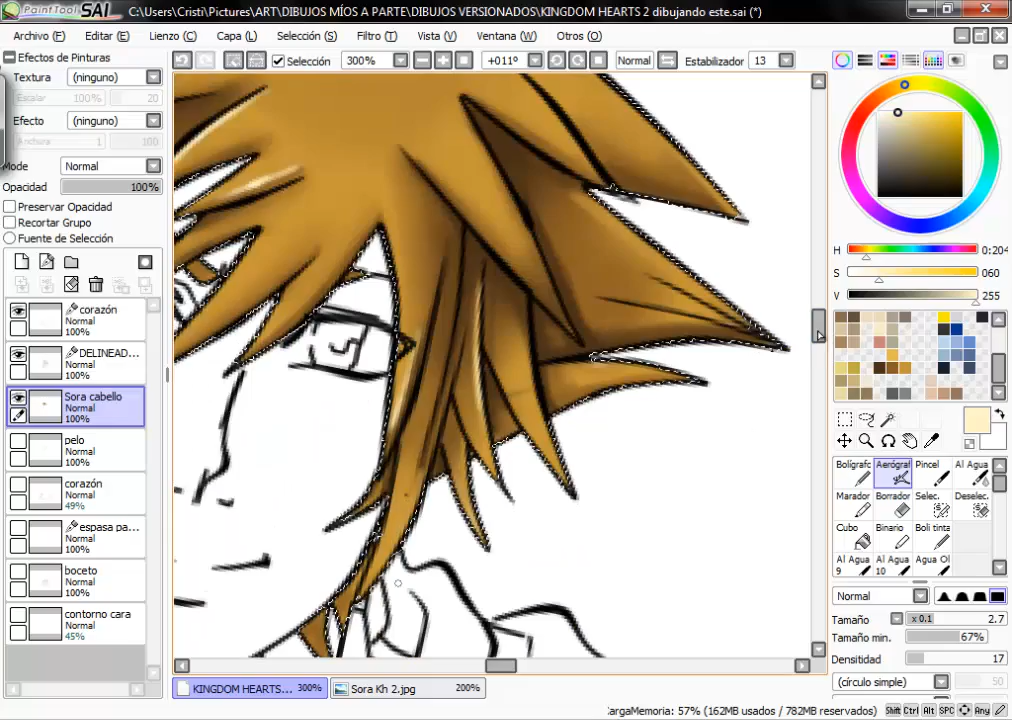 PaintTool SAI C:\Users\Cristi\Pictures\ART\DIBUJOS MÍOS A PARTE\DIBUJOS VERSIONADOS\KINGDOM HEARTS 2 dibujando este.sai (*)
Archivo (F) Editar (E) Lienzo (C) Capa (L) Selección (S) Filtro (T) Vista (V) Ventana (W) Otros (O)
Efectos de Pinturas
Selección 300% +011º Normal Estabilizador 13
Textura (ninguno)
Escalar 100% 20
Efecto (ninguno)
Anchura 1 100
Mode Normal
Opacidad 100%
Preservar Opacidad
Recortar Grupo
Fuente de Selección
H 0:204
S 060
V 255
corazón
Normal
100%
DELINEAD...
Normal
100%
Sora cabello
Normal
100%
pelo
Normal
100%
corazón
Normal
49%
espasa pa...
Normal
100%
boceto
Normal
100%
contorno cara
Normal
45%
Bolígrafc Aerógral Pincel Al Agua
Marador Borrador Selec. Deselec.
Cubo Binario Boli tinta
Al Agua 9 Al Agua 10 Agua Ol
Normal
Tamaño x 0.1 2.7
Tamaño min. 67%
Densitidad 17
(círculo simple) 50
KINGDOM HEARTS... 300% Sora Kh 2.jpg 200%
CargaMemoria: 57% (162MB usados / 782MB reservados) Shift Ctrl Alt SPC Any